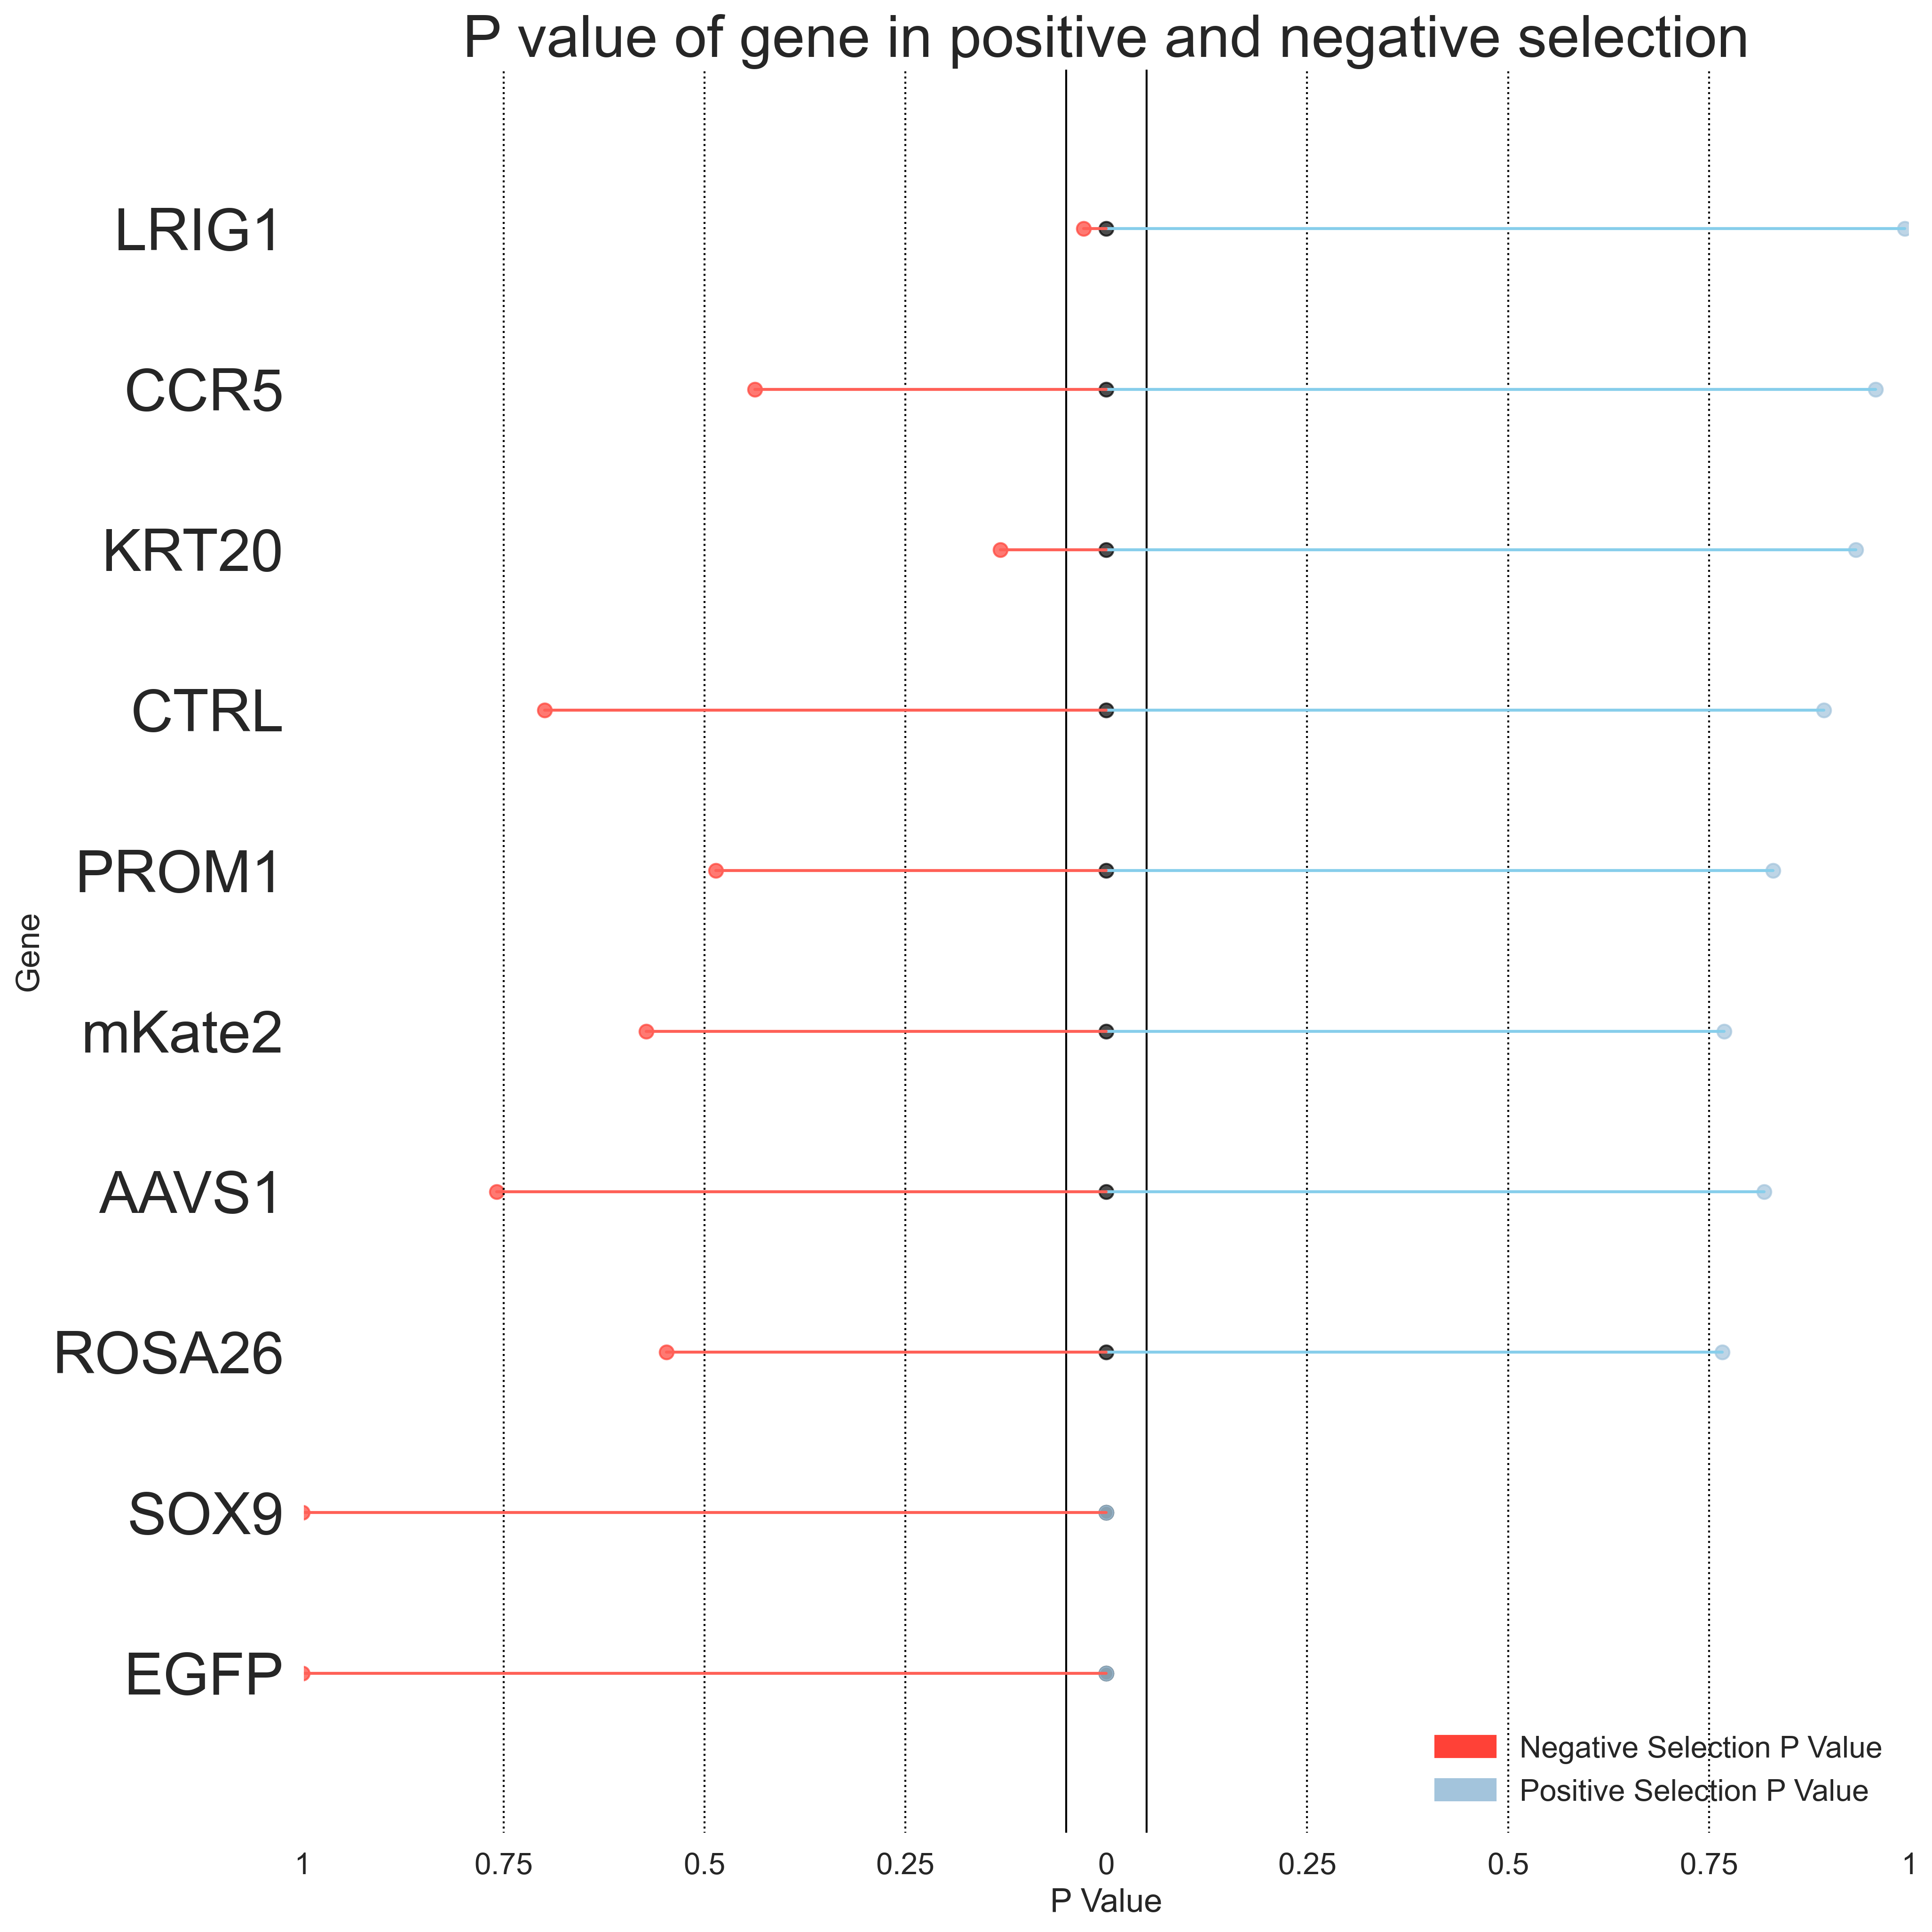 P value of gene in positive and negative selection
LRIG1
CCR5
KRT20
CTRL
PROM1
Gene
mKate2
AAVS1
ROSA26
SOX9
EGFP
Negative Selection P Value
Positive Selection P Value
1 0.75 0.5 0.25 0 0.25 0.5 0.75 1
P Value